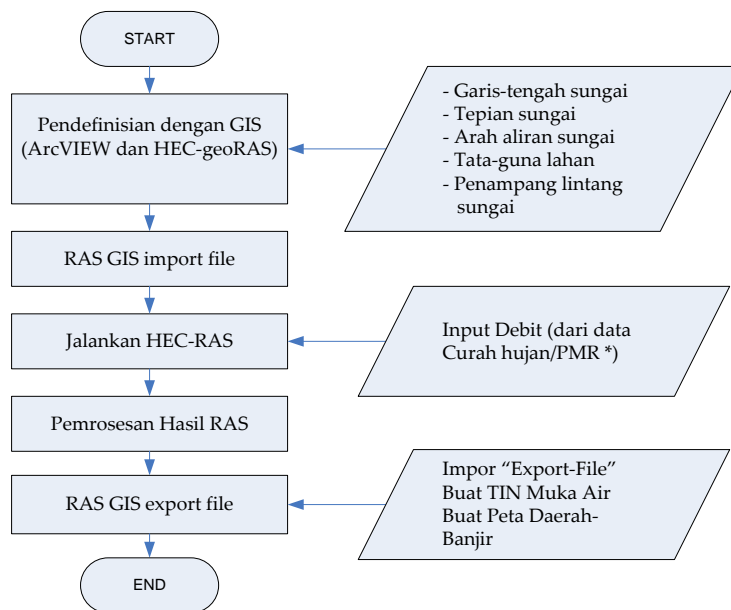 START
Pendefinisian dengan GIS
(ArcVIEW dan HEC-geoRAS)
- Garis-tengah sungai
- Tepian sungai
- Arah aliran sungai
- Tata-guna lahan
- Penampang lintang
sungai
RAS GIS import file
Jalankan HEC-RAS
Input Debit (dari data
Curah hujan/PMR *)
Pemrosesan Hasil RAS
RAS GIS export file
Impor “Export-File”
Buat TIN Muka Air
Buat Peta Daerah-
Banjir
END